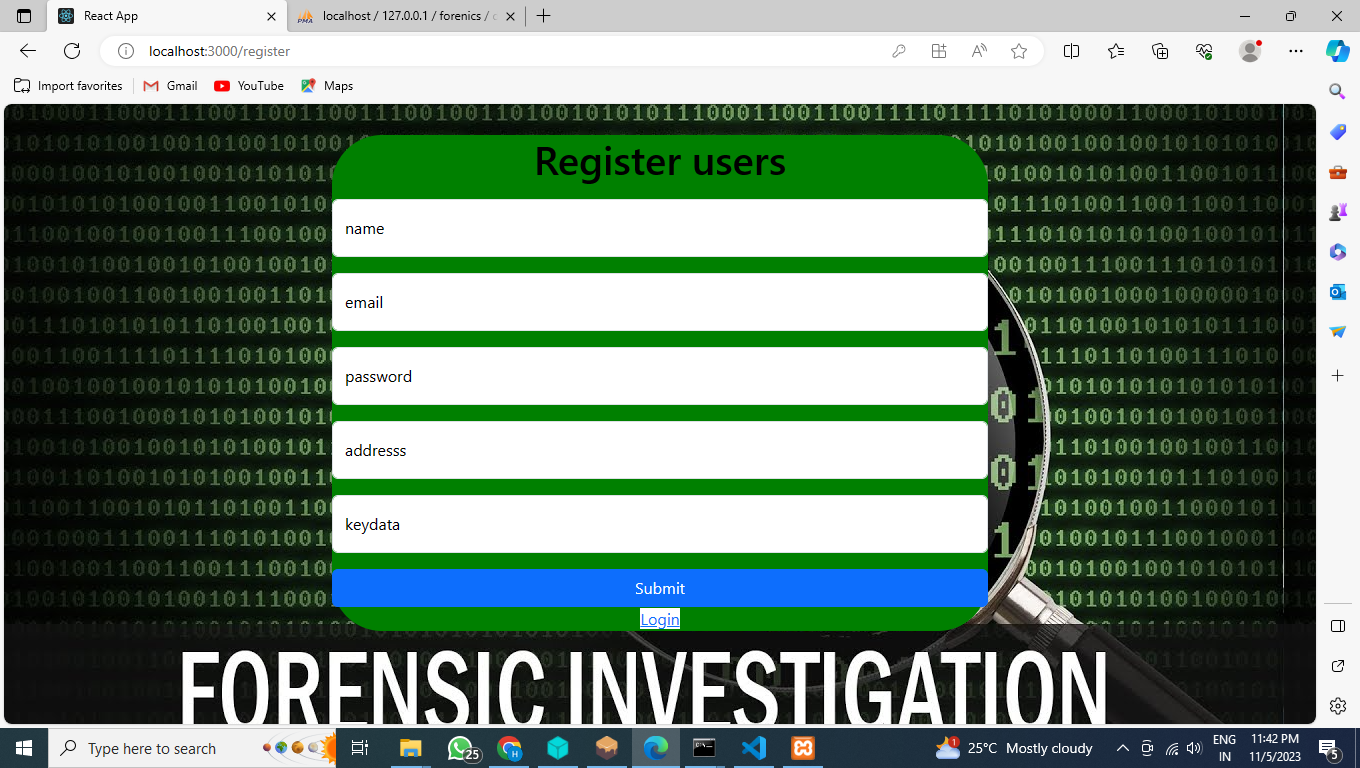 React App
localhost / 127.0.0.1 / forenics /
localhost:3000/register
Import favorites
Gmail
YouTube
Maps
Register users
name
email
password
addresss
keydata
Submit
Login
FORENSIC INVESTIGATION
Type here to search
25
1
25°C Mostly cloudy
ENG
IN
11:42 PM
11/5/2023
5